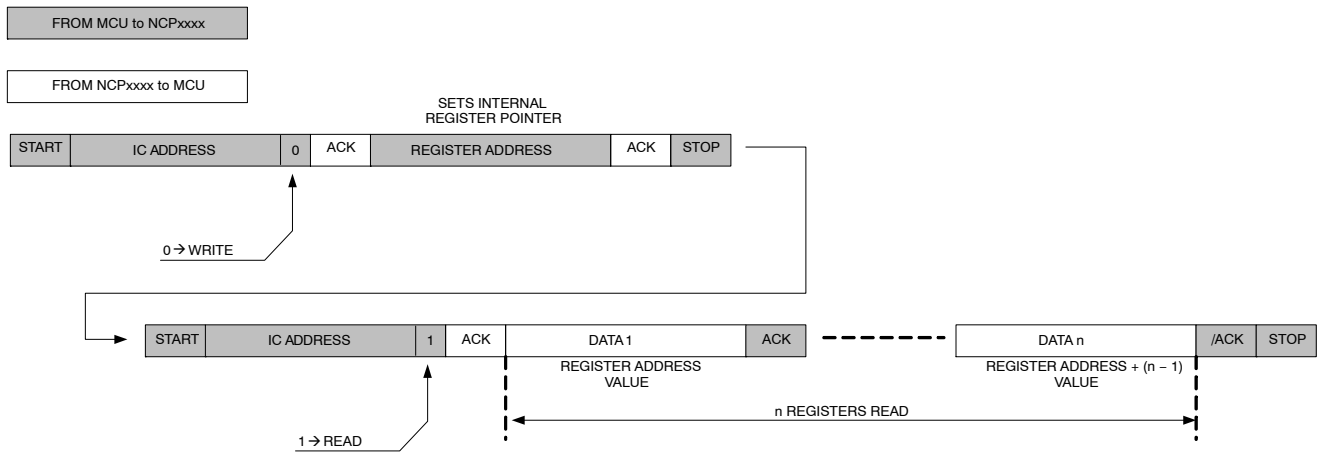 FROM MCU to NCPxxxx
FROM NCPxxxx to MCU
SETS INTERNAL
REGISTER POINTER
START IC ADDRESS 0 ACK REGISTER ADDRESS ACK STOP
0 → WRITE
START IC ADDRESS 1 ACK DATA 1 ACK DATA n /ACK STOP
REGISTER ADDRESS
VALUE
REGISTER ADDRESS + (n – 1)
VALUE
n REGISTERS READ
1 → READ